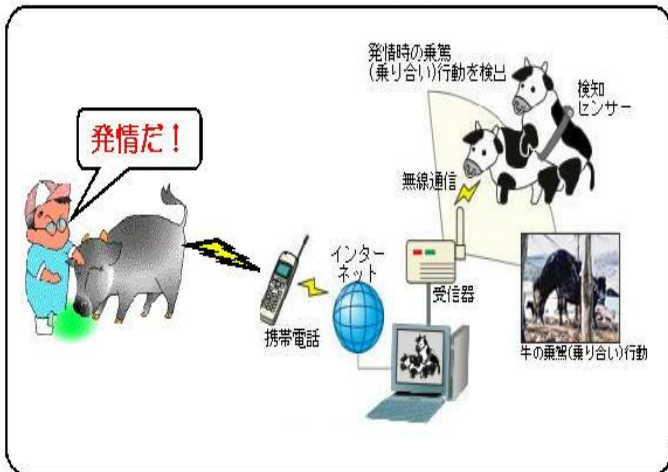 発情時の乗駕
(乗り合い)行動を検出
検知
センサー
発情だ！
無線通信
インター
ネット
受信器
携帯電話
牛の乗駕(乗り合い)行動